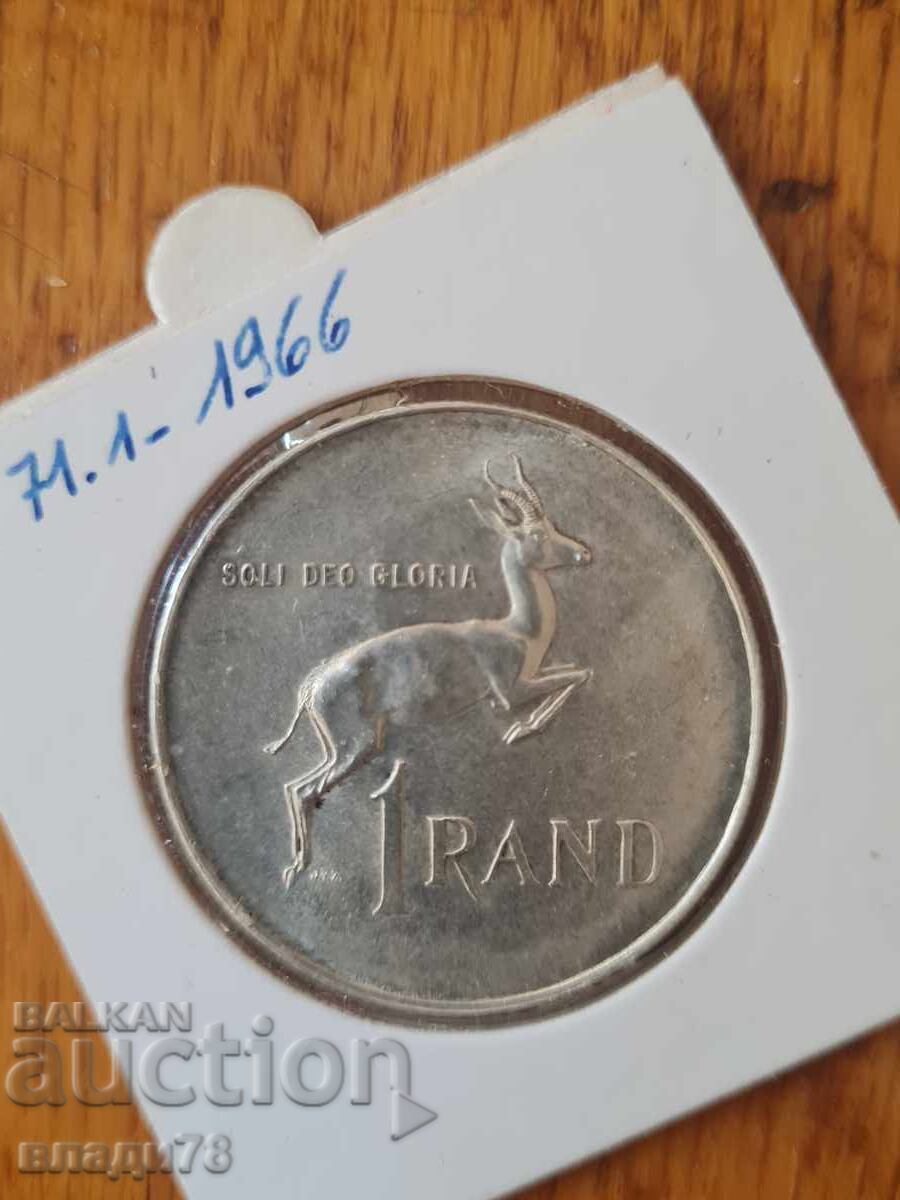 71.1- 1966
SOLI DEO GLORIA
1 RAND
BALKAN
auction
влади78